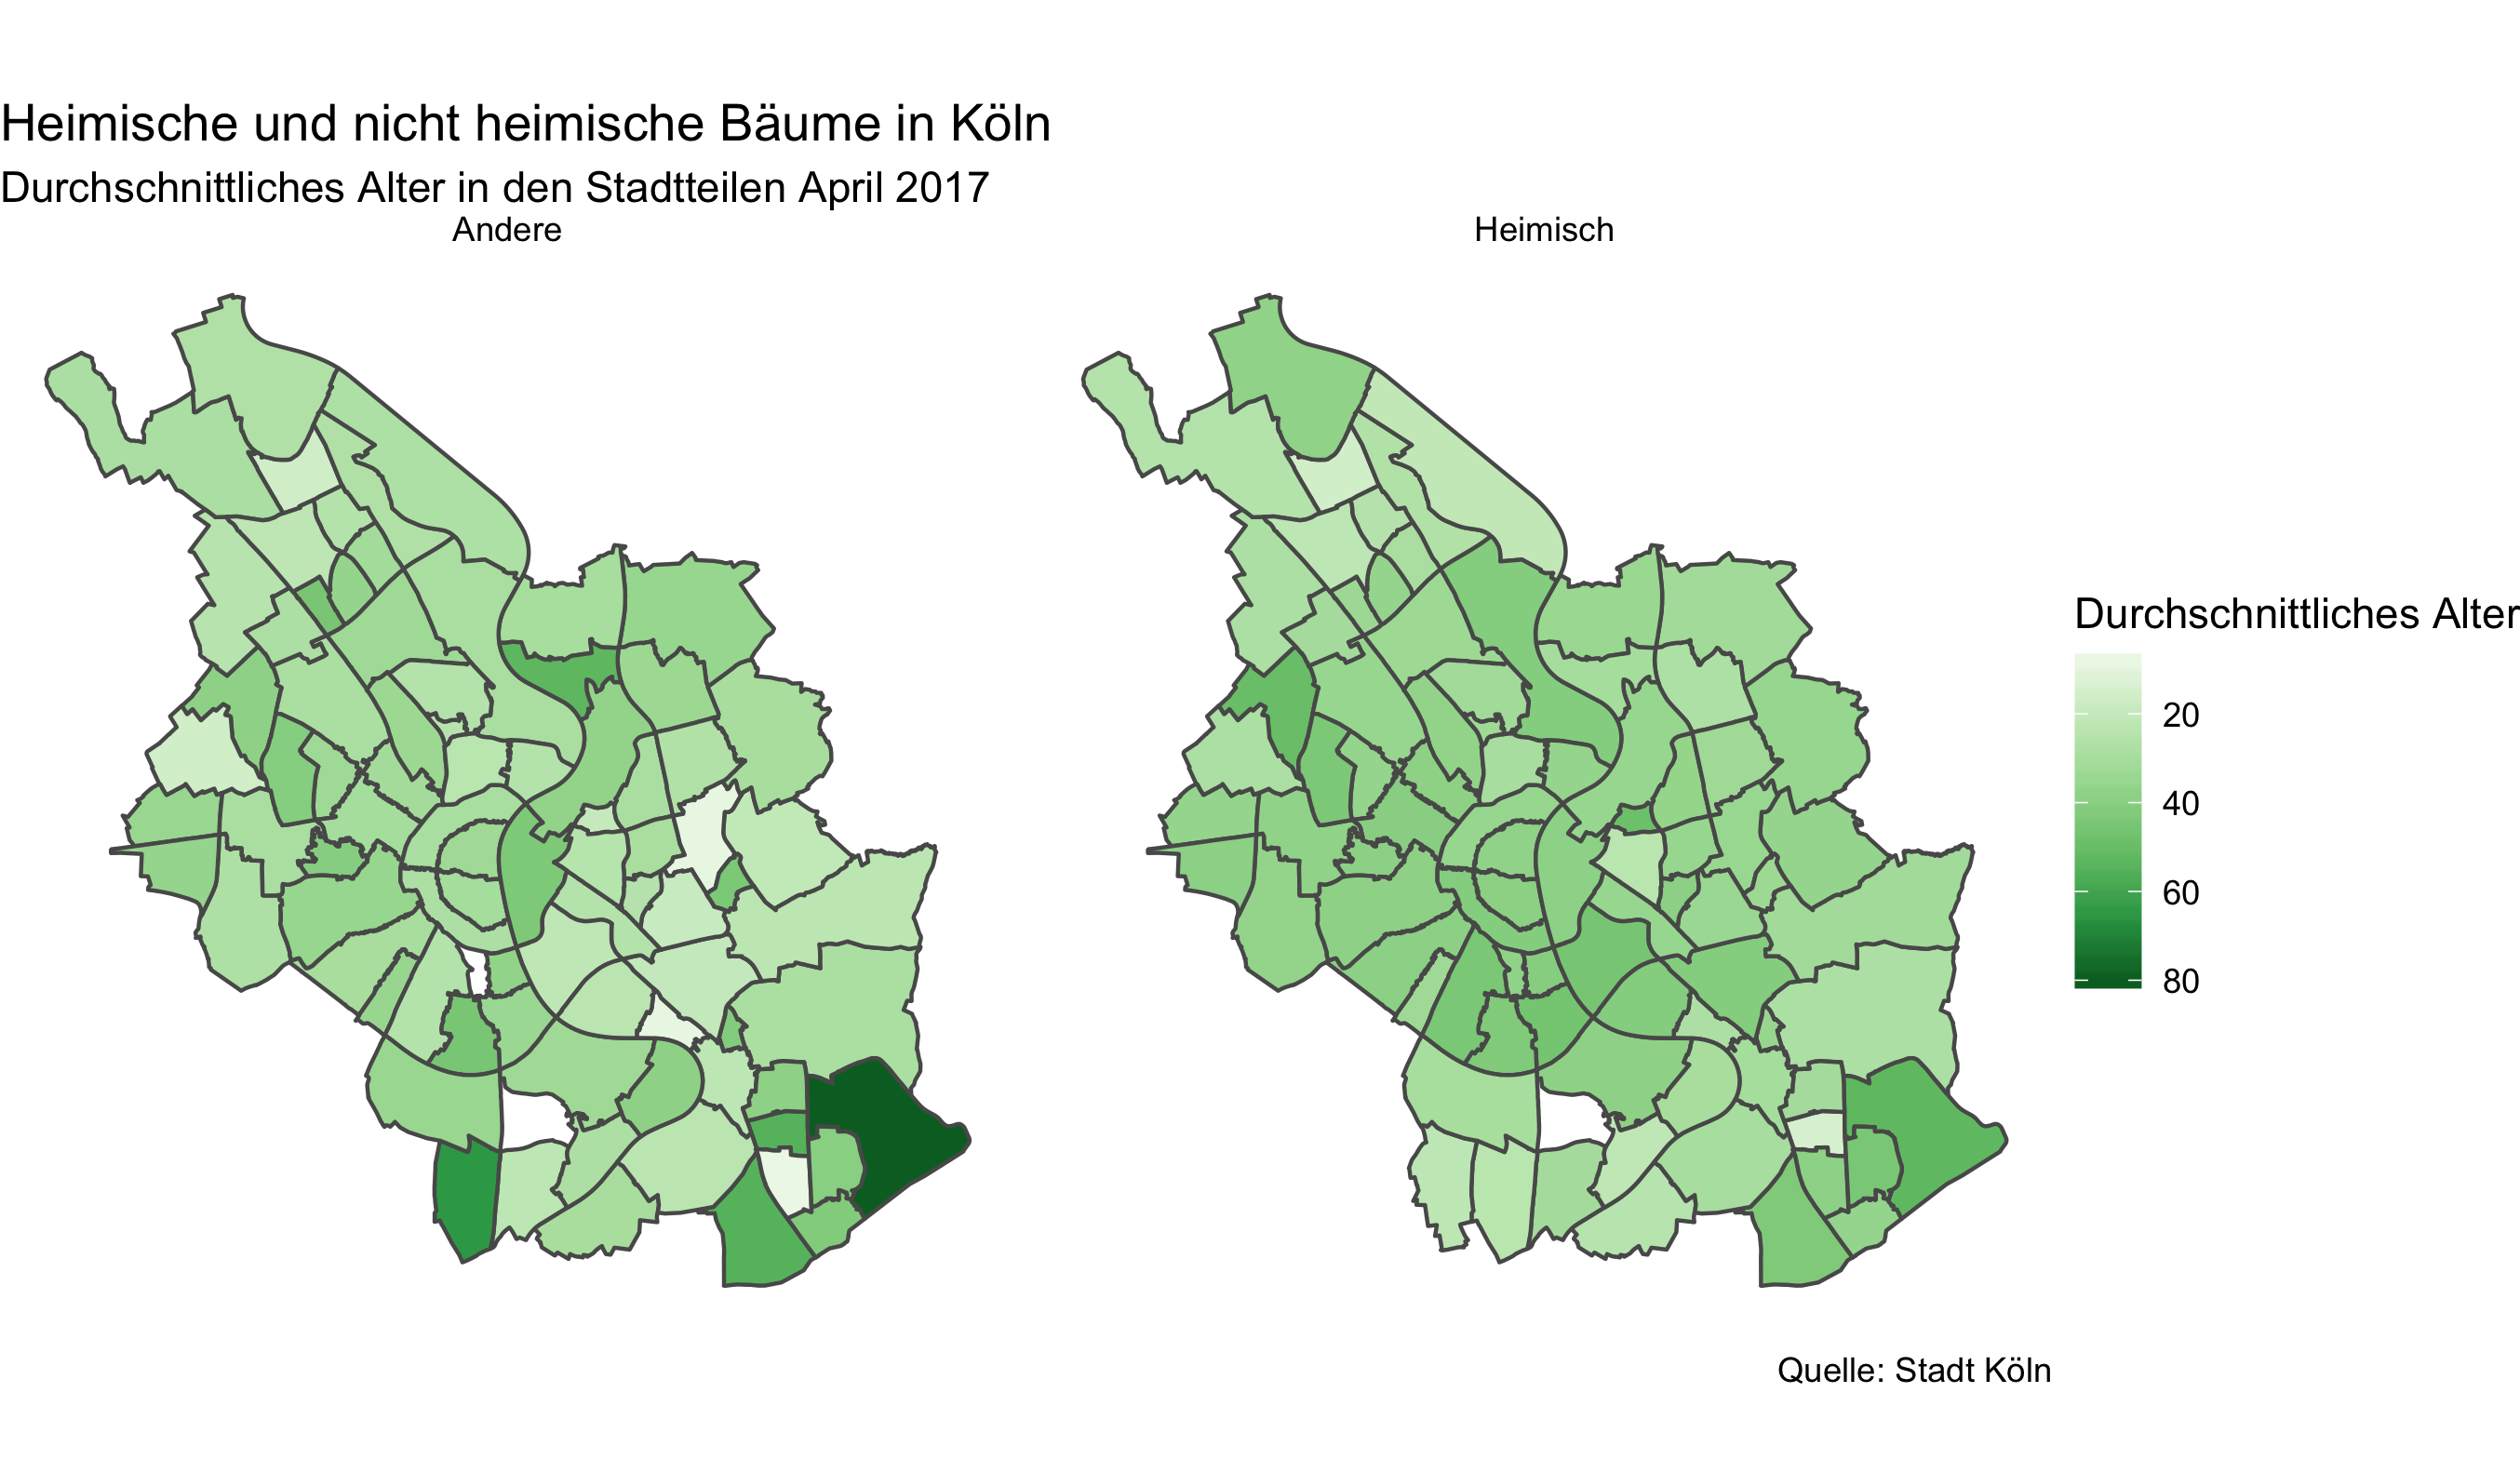 Heimische und nicht heimische Bäume in Köln
Durchschnittliches Alter in den Stadtteilen April 2017
Andere
Heimisch
Durchschnittliches Alter
20
40
60
80
Quelle: Stadt Köln